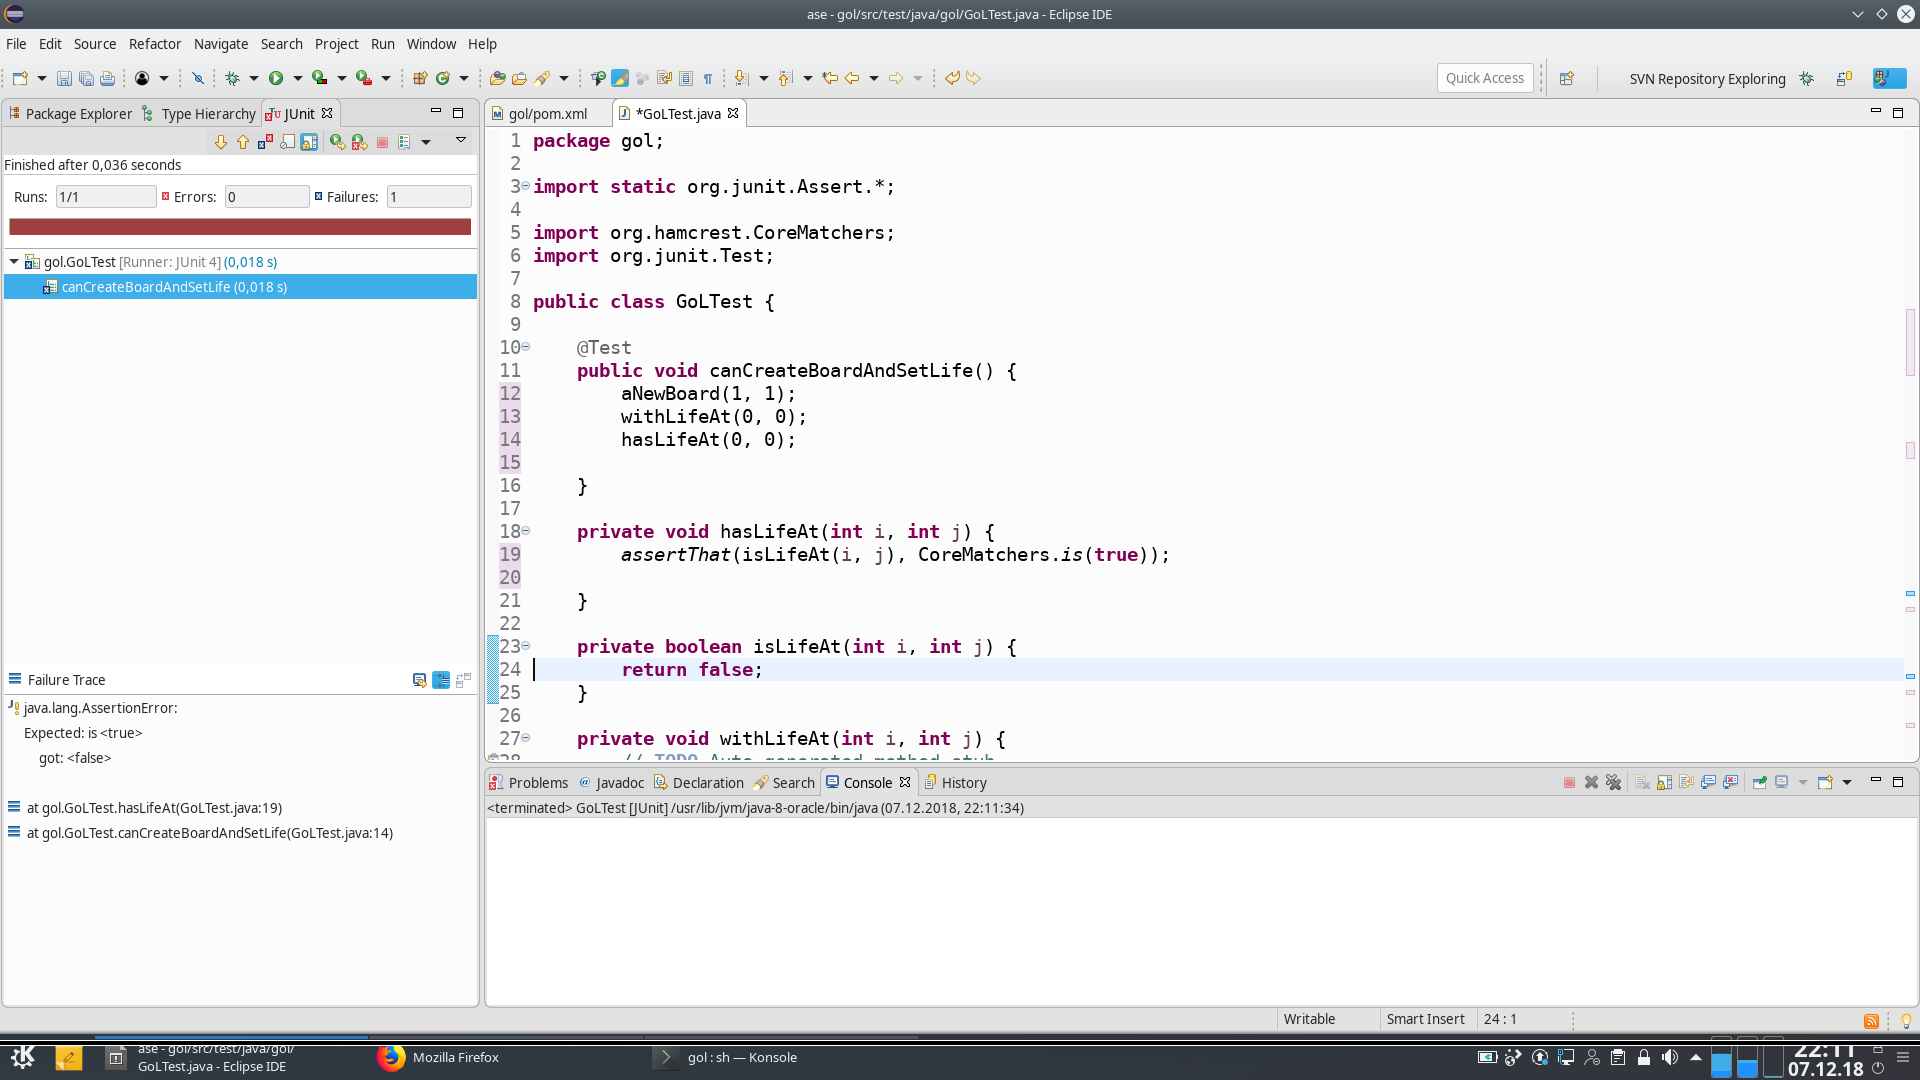 ase - gol/src/test/java/gol/GoLTest.java - Eclipse IDE
File Edit Source Refactor Navigate Search Project Run Window Help
Quick Access
SVN Repository Exploring
Package Explorer Type Hierarchy JUnit
Finished after 0,036 seconds
Runs: 1/1 Errors: 0 Failures: 1
gol.GoLTest [Runner: JUnit 4] (0,018 s)
canCreateBoardAndSetLife (0,018 s)
Failure Trace
java.lang.AssertionError:
Expected: is <true>
got: <false>
at gol.GoLTest.hasLifeAt(GoLTest.java:19)
at gol.GoLTest.canCreateBoardAndSetLife(GoLTest.java:14)
gol/pom.xml *GoLTest.java
1 package gol;
2
3 import static org.junit.Assert.*;
4
5 import org.hamcrest.CoreMatchers;
6 import org.junit.Test;
7
8 public class GoLTest {
9
10 @Test
11 public void canCreateBoardAndSetLife() {
12 aNewBoard(1, 1);
13 withLifeAt(0, 0);
14 hasLifeAt(0, 0);
15
16 }
17
18 private void hasLifeAt(int i, int j) {
19 assertThat(isLifeAt(i, j), CoreMatchers.is(true));
20
21 }
22
23 private boolean isLifeAt(int i, int j) {
24 return false;
25 }
26
27 private void withLifeAt(int i, int j) {
28 // TODO Auto-generated method stub
Problems Javadoc Declaration Search Console History
<terminated> GoLTest [JUnit] /usr/lib/jvm/java-8-oracle/bin/java (07.12.2018, 22:11:34)
Writable Smart Insert 24 : 1
ase - gol/src/test/java/gol/
GoLTest.java - Eclipse IDE
Mozilla Firefox
gol : sh — Konsole
22:11
07.12.18